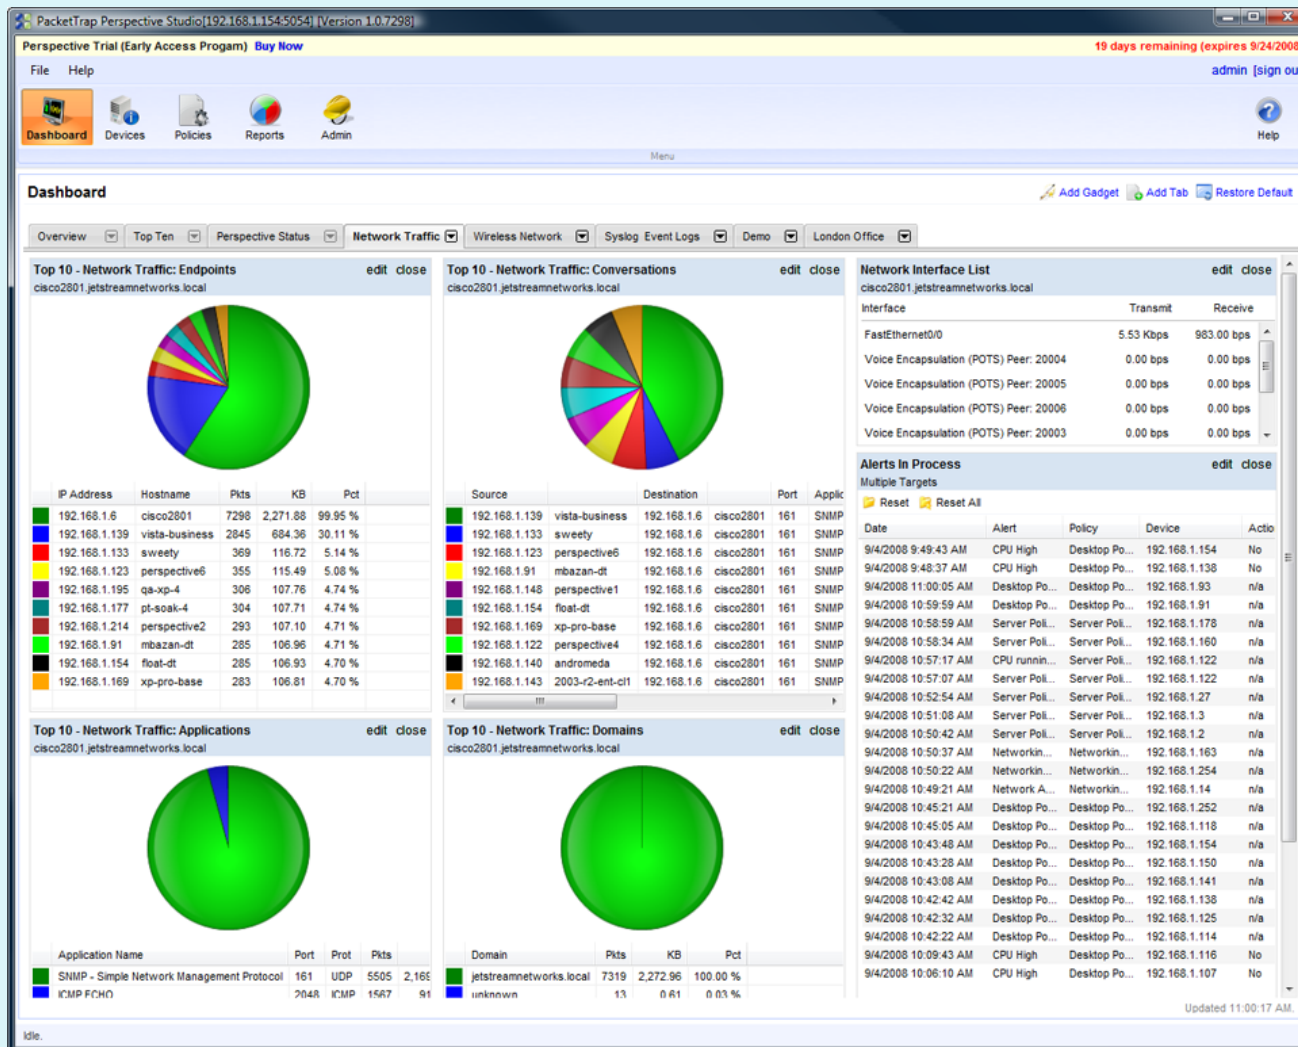 PacketTrap Perspective Studio[192.168.1.154:5054] [Version 1.0.7298]
Perspective Trial (Early Access Progam) Buy Now 19 days remaining (expires 9/24/2008
File Help admin [sign ou
Dashboard Devices Policies Reports Admin Help
Menu
Dashboard Add Gadget Add Tab Restore Default
Overview Top Ten Perspective Status Network Traffic Wireless Network Syslog Event Logs Demo London Office
Top 10 - Network Traffic: Endpoints edit close
cisco2801.jetstreamnetworks.local
IP Address Hostname Pkts KB Pct
192.168.1.6 cisco2801 7298 2,271.88 99.95 %
192.168.1.139 vista-business 2845 684.36 30.11 %
192.168.1.133 sweety 369 116.72 5.14 %
192.168.1.123 perspective6 355 115.49 5.08 %
192.168.1.195 qa-xp-4 306 107.76 4.74 %
192.168.1.177 pt-soak-4 304 107.71 4.74 %
192.168.1.214 perspective2 293 107.10 4.71 %
192.168.1.91 mbazan-dt 285 106.96 4.71 %
192.168.1.154 float-dt 285 106.93 4.70 %
192.168.1.169 xp-pro-base 283 106.81 4.70 %
Top 10 - Network Traffic: Conversations edit close
cisco2801.jetstreamnetworks.local
Source Destination Port Applic
192.168.1.139 vista-business 192.168.1.6 cisco2801 161 SNMP
192.168.1.133 sweety 192.168.1.6 cisco2801 161 SNMP
192.168.1.123 perspective6 192.168.1.6 cisco2801 161 SNMP
192.168.1.91 mbazan-dt 192.168.1.6 cisco2801 161 SNMP
192.168.1.148 perspective1 192.168.1.6 cisco2801 161 SNMP
192.168.1.154 float-dt 192.168.1.6 cisco2801 161 SNMP
192.168.1.169 xp-pro-base 192.168.1.6 cisco2801 161 SNMP
192.168.1.122 perspective4 192.168.1.6 cisco2801 161 SNMP
192.168.1.140 andromeda 192.168.1.6 cisco2801 161 SNMP
192.168.1.143 2003-r2-ent-cl1 192.168.1.6 cisco2801 161 SNMP
Network Interface List edit close
cisco2801.jetstreamnetworks.local
Interface Transmit Receive
FastEthernet0/0 5.53 Kbps 983.00 bps
Voice Encapsulation (POTS) Peer: 20004 0.00 bps 0.00 bps
Voice Encapsulation (POTS) Peer: 20005 0.00 bps 0.00 bps
Voice Encapsulation (POTS) Peer: 20006 0.00 bps 0.00 bps
Voice Encapsulation (POTS) Peer: 20003 0.00 bps 0.00 bps
Alerts In Process edit close
Multiple Targets
Reset Reset All
Date Alert Policy Device Actio
9/4/2008 9:49:43 AM CPU High Desktop Po... 192.168.1.154 No
9/4/2008 9:48:37 AM CPU High Desktop Po... 192.168.1.138 No
9/4/2008 11:00:05 AM Desktop Po... Desktop Po... 192.168.1.93 n/a
9/4/2008 10:59:59 AM Desktop Po... Desktop Po... 192.168.1.91 n/a
9/4/2008 10:58:59 AM Server Poli... Server Poli... 192.168.1.178 n/a
9/4/2008 10:58:34 AM Server Poli... Server Poli... 192.168.1.160 n/a
9/4/2008 10:57:17 AM CPU runnin... Server Poli... 192.168.1.122 n/a
9/4/2008 10:57:07 AM Server Poli... Server Poli... 192.168.1.122 n/a
9/4/2008 10:52:54 AM Server Poli... Server Poli... 192.168.1.27 n/a
9/4/2008 10:51:08 AM Server Poli... Server Poli... 192.168.1.3 n/a
9/4/2008 10:50:42 AM Server Poli... Server Poli... 192.168.1.2 n/a
9/4/2008 10:50:37 AM Networkin... Networkin... 192.168.1.163 n/a
9/4/2008 10:50:22 AM Networkin... Networkin... 192.168.1.254 n/a
9/4/2008 10:49:21 AM Network A... Networkin... 192.168.1.14 n/a
9/4/2008 10:45:21 AM Desktop Po... Desktop Po... 192.168.1.252 n/a
9/4/2008 10:45:05 AM Desktop Po... Desktop Po... 192.168.1.118 n/a
9/4/2008 10:43:48 AM Desktop Po... Desktop Po... 192.168.1.154 n/a
9/4/2008 10:43:28 AM Desktop Po... Desktop Po... 192.168.1.150 n/a
9/4/2008 10:43:08 AM Desktop Po... Desktop Po... 192.168.1.141 n/a
9/4/2008 10:42:42 AM Desktop Po... Desktop Po... 192.168.1.138 n/a
9/4/2008 10:42:32 AM Desktop Po... Desktop Po... 192.168.1.125 n/a
9/4/2008 10:42:22 AM Desktop Po... Desktop Po... 192.168.1.114 n/a
9/4/2008 10:09:43 AM CPU High Desktop Po... 192.168.1.116 No
9/4/2008 10:06:10 AM CPU High Desktop Po... 192.168.1.107 No
Top 10 - Network Traffic: Applications edit close
cisco2801.jetstreamnetworks.local
Application Name Port Prot Pkts
SNMP - Simple Network Management Protocol 161 UDP 5505 2,169
ICMP ECHO 2048 ICMP 1567 91
Top 10 - Network Traffic: Domains edit close
cisco2801.jetstreamnetworks.local
Domain Pkts KB Pct
jetstreamnetworks.local 7319 2,272.96 100.00 %
unknown 13 0.61 0.03 %
Updated 11:00:17 AM.
Idle.